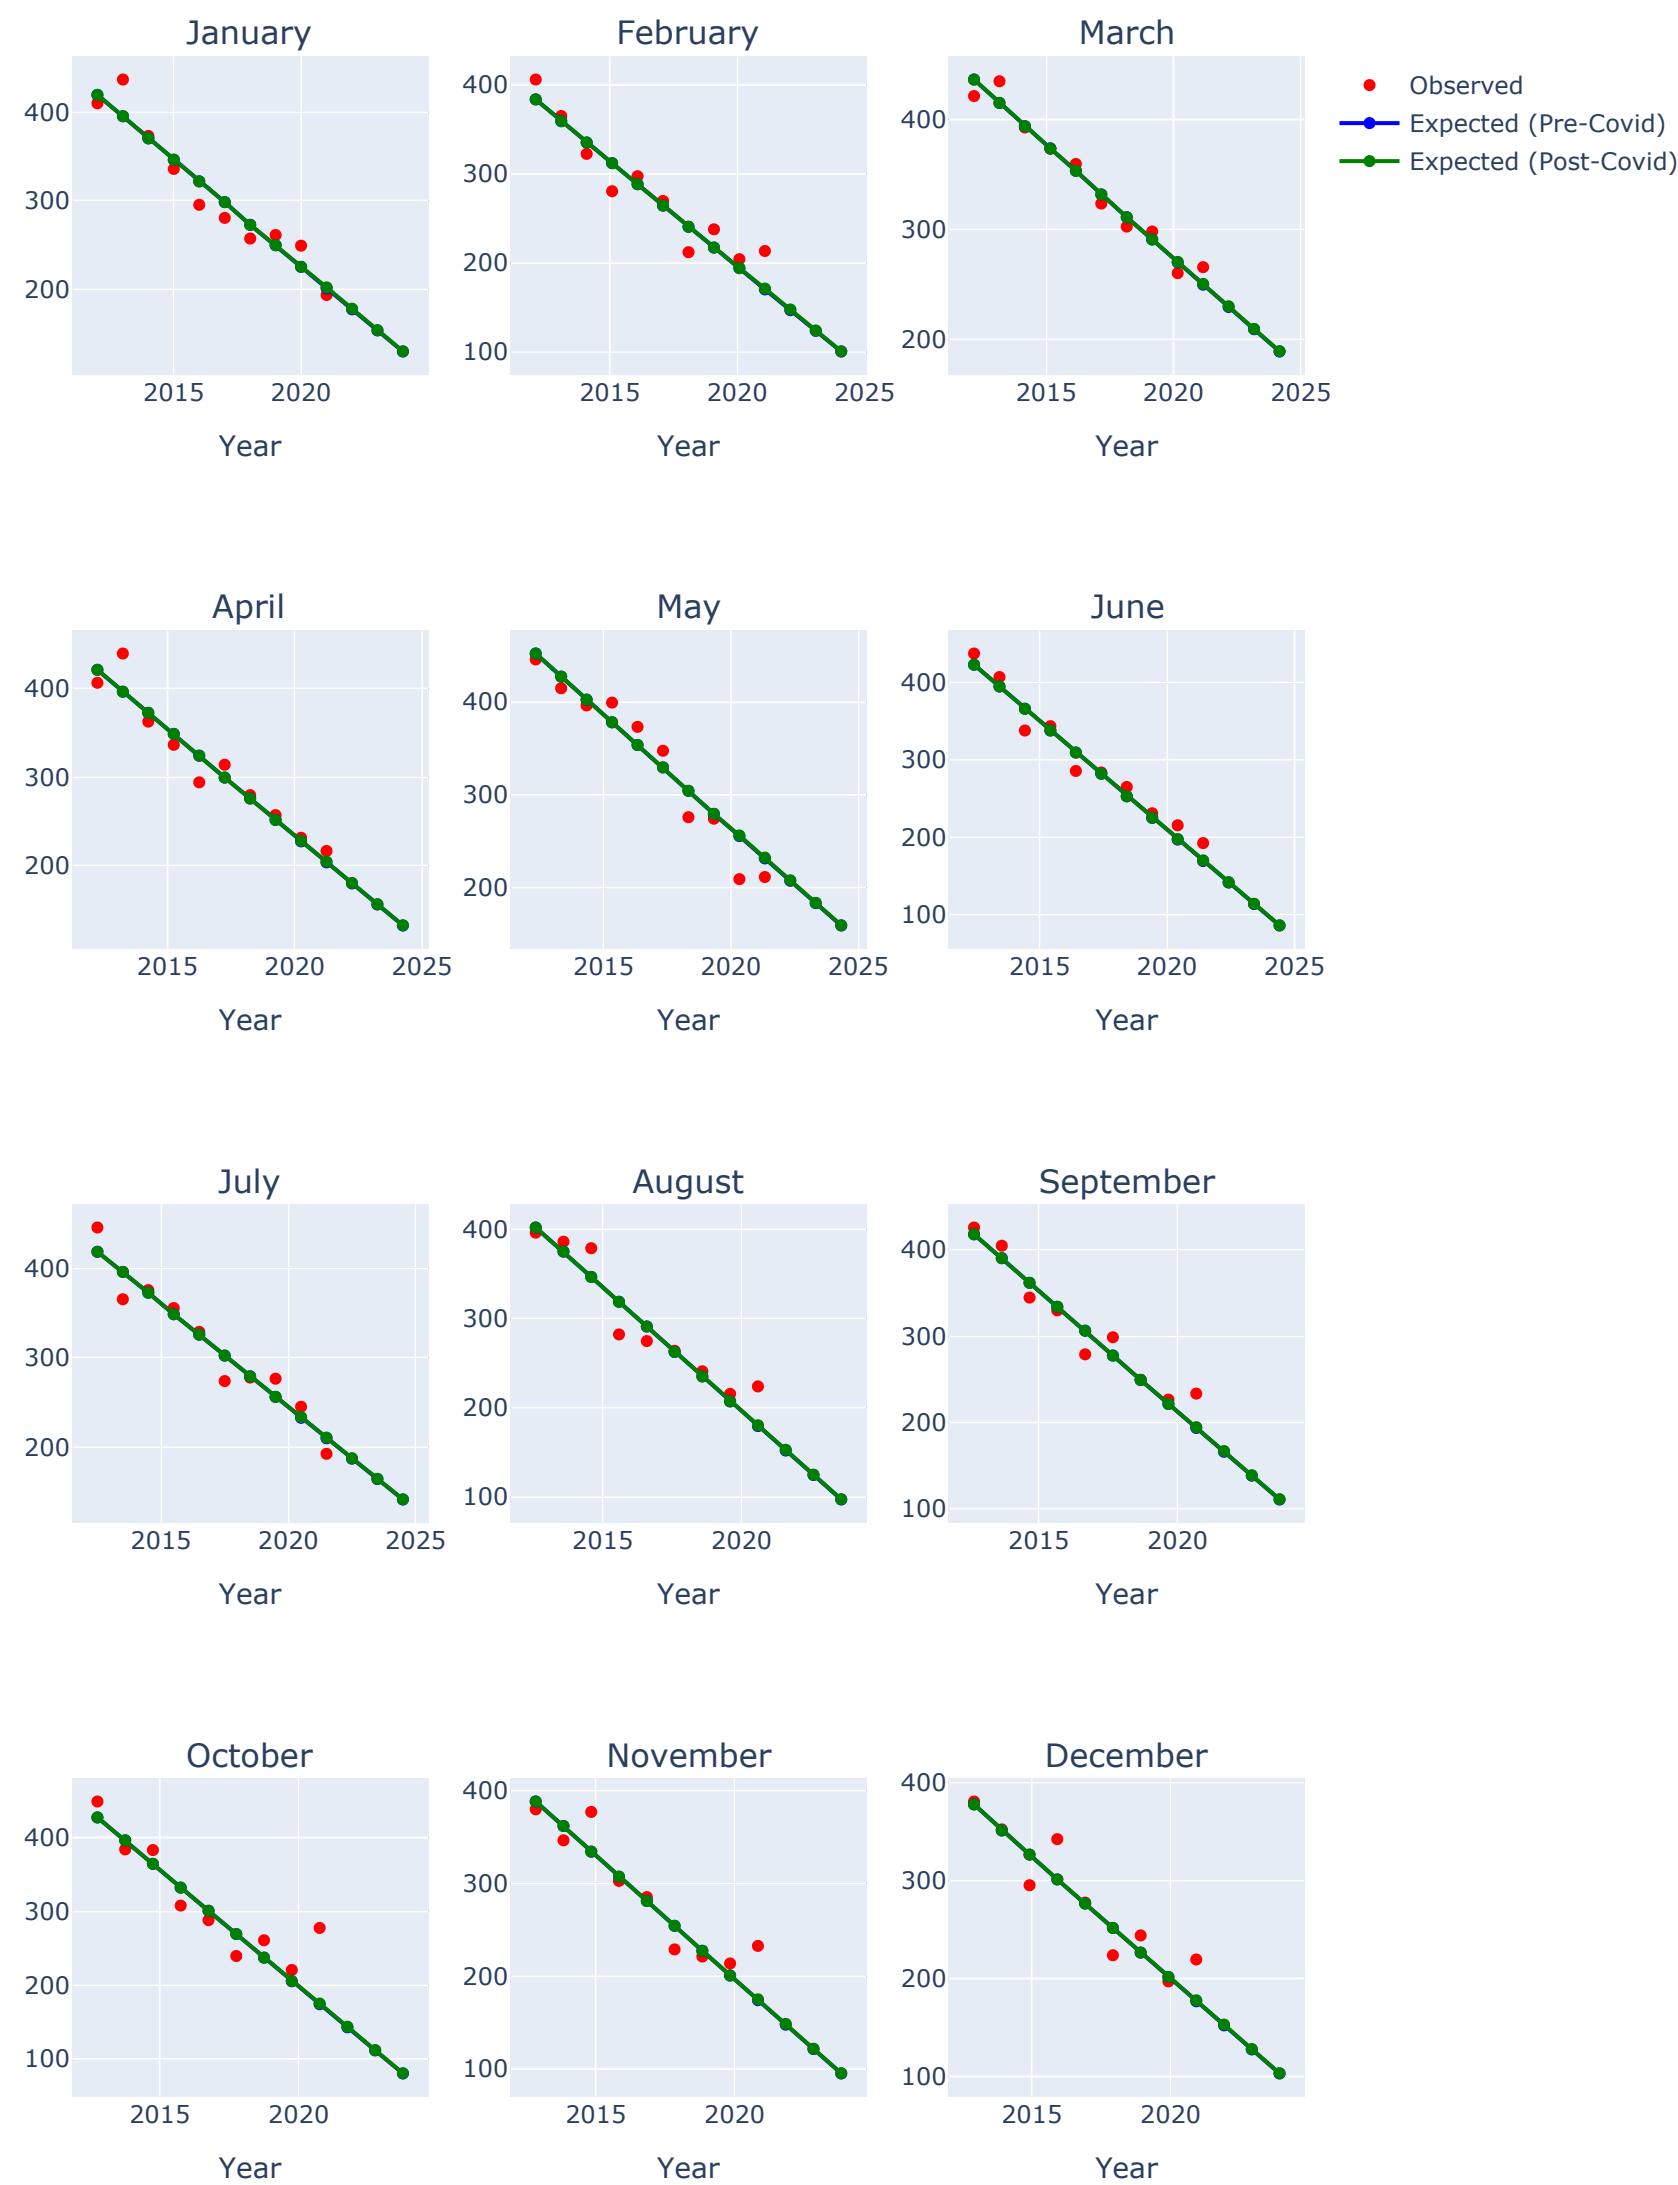 January
February
March
Observed
Expected (Pre-Covid)
Expected (Post-Covid)
400
300
200
2015
2020
Year
400
300
200
100
2015
2020
2025
Year
400
300
200
2015
2020
2025
Year
April
May
June
400
300
200
2015
2020
2025
Year
400
300
200
2015
2020
2025
Year
400
300
200
100
2015
2020
2025
Year
July
August
September
400
300
200
2015
2020
2025
Year
400
300
200
100
2015
2020
Year
400
300
200
100
2015
2020
Year
October
November
December
400
300
200
100
2015
2020
Year
400
300
200
100
2015
2020
Year
400
300
200
100
2015
2020
Year